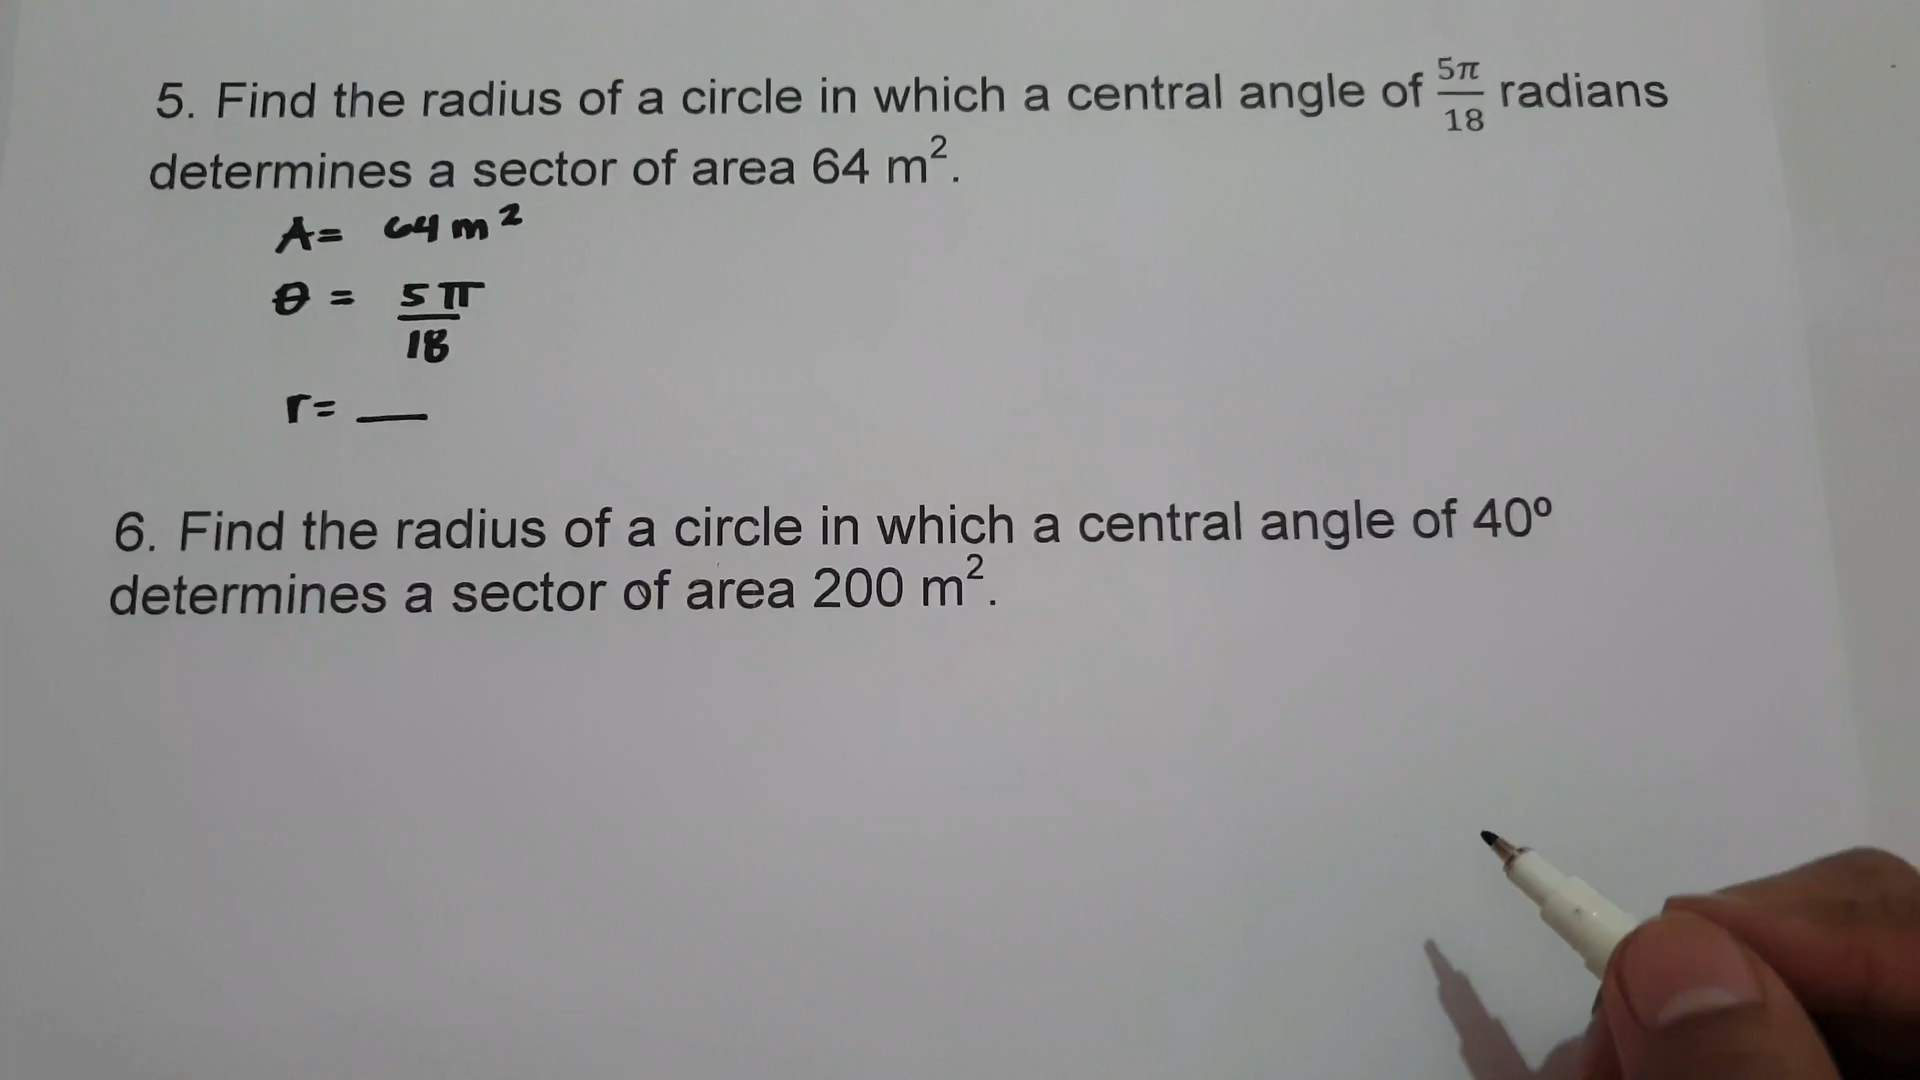 5. Find the radius of a circle in which a central angle of 5π/18 radians
determines a sector of area 64 m².
A= 64 m²
θ = 5π/18
r= __
6. Find the radius of a circle in which a central angle of 40º
determines a sector of area 200 m².